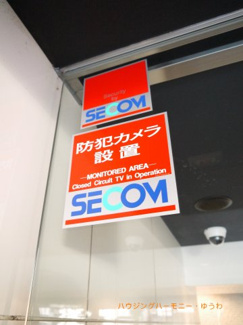 SECOM
防犯カメラ
設置
—MONITORED AREA—
Closed Circuit TV in Operation
SECOM
ハウジングハーモニー ゆうわ